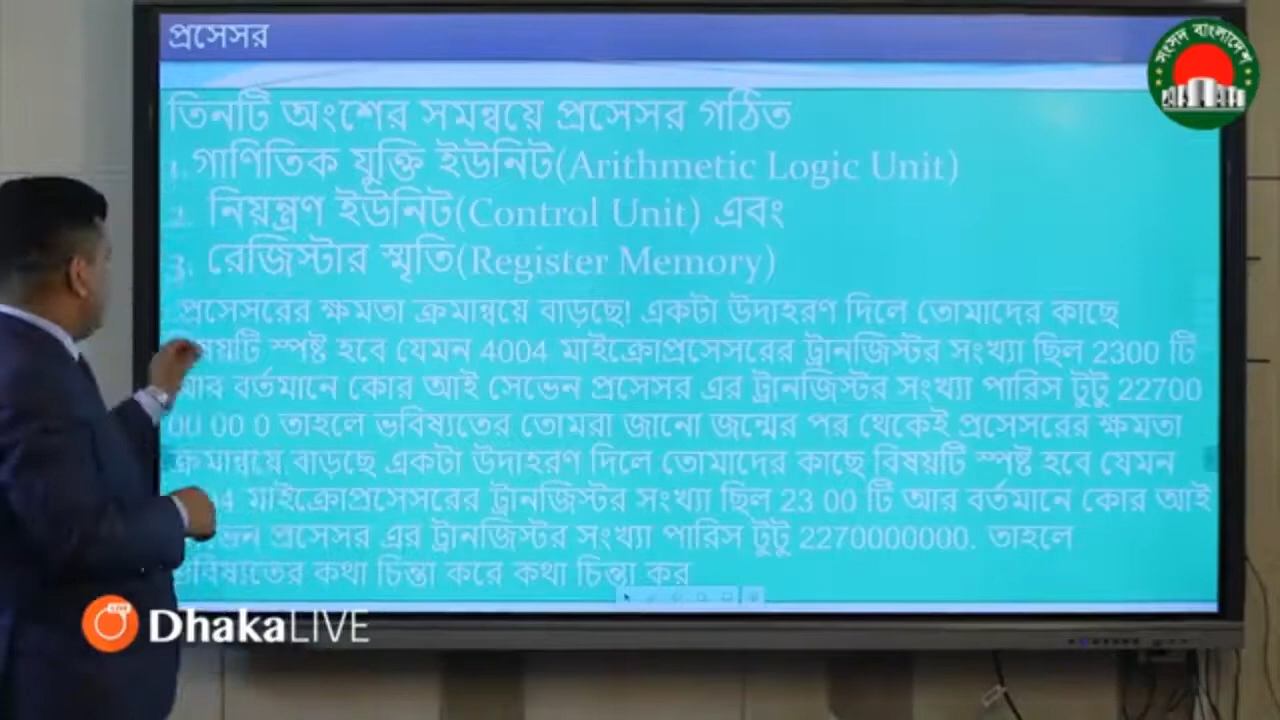 প্রসেসর
সংসদ বাংলাদেশ
তিনটি অংশের সমন্বয়ে প্রসেসর গঠিত
1. গাণিতিক যুক্তি ইউনিট(Arithmetic Logic Unit)
2. নিয়ন্ত্রণ ইউনিট(Control Unit) এবং
3. রেজিস্টার স্মৃতি(Register Memory)
প্রসেসরের ক্ষমতা ক্রমান্বয়ে বাড়ছে! একটা উদাহরণ দিলে তোমাদের কাছে
স্পষ্ট হবে যেমন 4004 মাইক্রোপ্রসেসরের ট্রানজিস্টর সংখ্যা ছিল 2300 টি
আর বর্তমানে কোর আই সেভেন প্রসেসর এর ট্রানজিস্টর সংখ্যা পারিস টুটু 22700
00 00 0 তাহলে ভবিষ্যতের তোমরা জানো জন্মের পর থেকেই প্রসেসরের ক্ষমতা
ক্রমান্বয়ে বাড়ছে একটা উদাহরণ দিলে তোমাদের কাছে বিষয়টি স্পষ্ট হবে যেমন
মাইক্রোপ্রসেসরের ট্রানজিস্টর সংখ্যা ছিল 23 00 টি আর বর্তমানে কোর আই
প্রসেসর এর ট্রানজিস্টর সংখ্যা পারিস টুটু 2270000000. তাহলে
ভবিষ্যতের কথা চিন্তা করে কথা চিন্তা কর
LIVE
DhakaLIVE